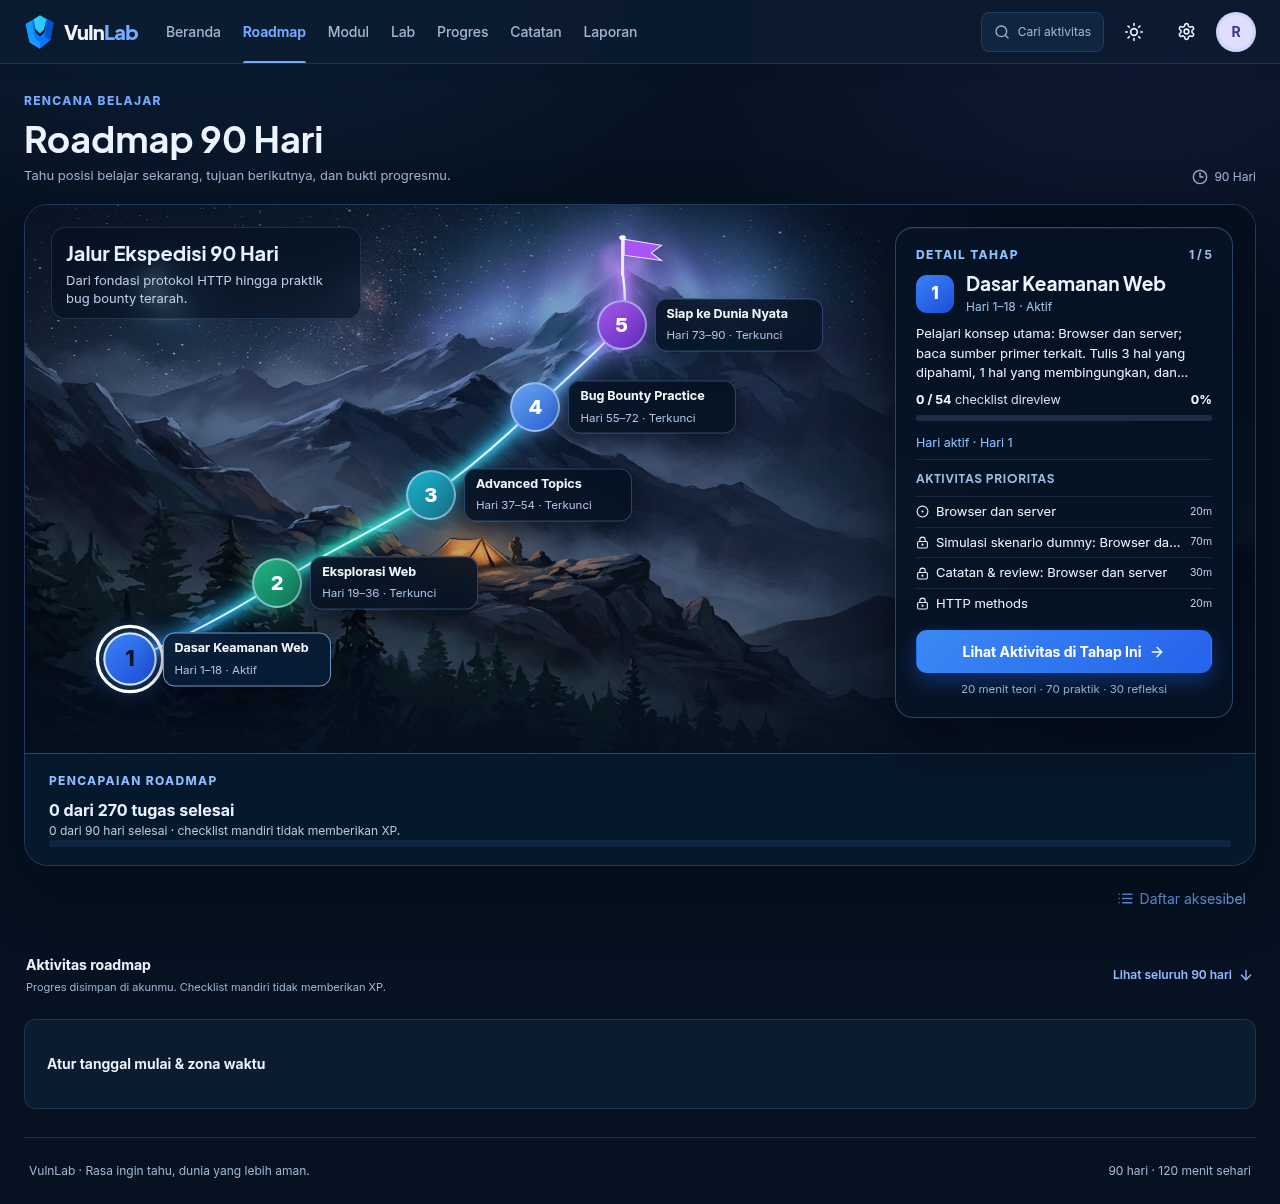 VulnLab
Beranda
Roadmap
Modul
Lab
Progres
Catatan
Laporan
Cari aktivitas
R
RENCANA BELAJAR
Roadmap 90 Hari
Tahu posisi belajar sekarang, tujuan berikutnya, dan bukti progresmu.
90 Hari
Jalur Ekspedisi 90 Hari
Dari fondasi protokol HTTP hingga praktik
bug bounty terarah.
5
Siap ke Dunia Nyata
Hari 73–90 · Terkunci
4
Bug Bounty Practice
Hari 55–72 · Terkunci
3
Advanced Topics
Hari 37–54 · Terkunci
2
Eksplorasi Web
Hari 19–36 · Terkunci
1
Dasar Keamanan Web
Hari 1–18 · Aktif
DETAIL TAHAP
1 / 5
1
Dasar Keamanan Web
Hari 1–18 · Aktif
Pelajari konsep utama: Browser dan server;
baca sumber primer terkait. Tulis 3 hal yang
dipahami, 1 hal yang membingungkan, dan...
0 / 54 checklist direview
0%
Hari aktif · Hari 1
AKTIVITAS PRIORITAS
Browser dan server
20m
Simulasi skenario dummy: Browser da...
70m
Catatan & review: Browser dan server
30m
HTTP methods
20m
Lihat Aktivitas di Tahap Ini
20 menit teori · 70 praktik · 30 refleksi
PENCAPAIAN ROADMAP
0 dari 270 tugas selesai
0 dari 90 hari selesai · checklist mandiri tidak memberikan XP.
Daftar aksesibel
Aktivitas roadmap
Progres disimpan di akunmu. Checklist mandiri tidak memberikan XP.
Lihat seluruh 90 hari
Atur tanggal mulai & zona waktu
VulnLab · Rasa ingin tahu, dunia yang lebih aman.
90 hari · 120 menit sehari